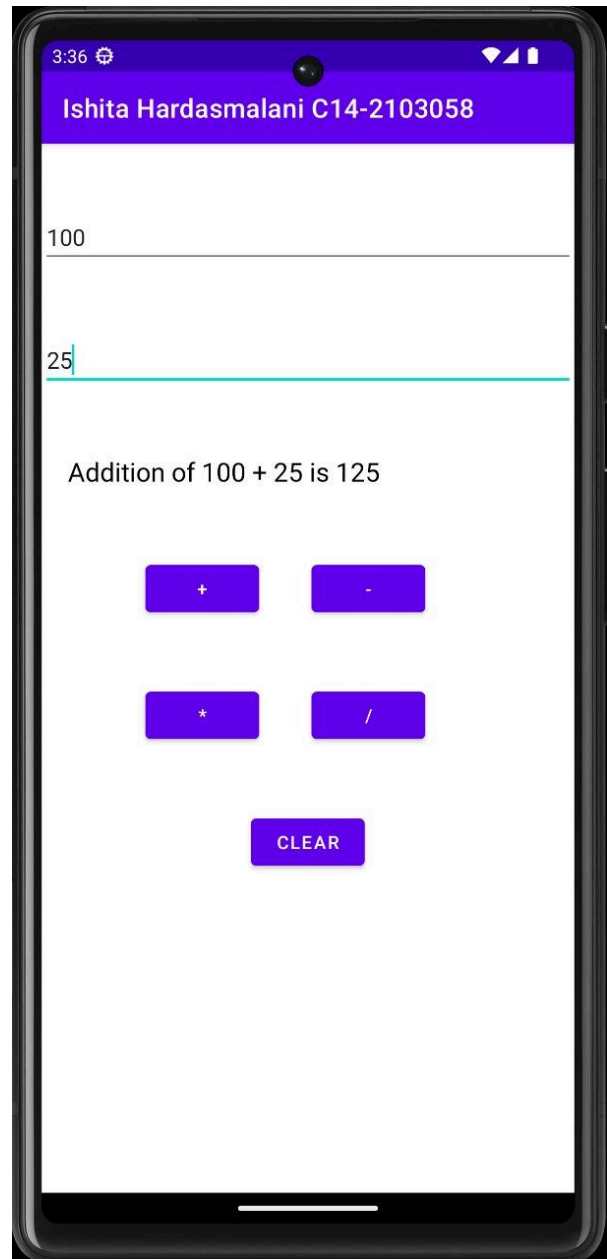 3:36
Ishita Hardasmalani C14-2103058
100
25
Addition of 100 + 25 is 125
+ -
* /
CLEAR